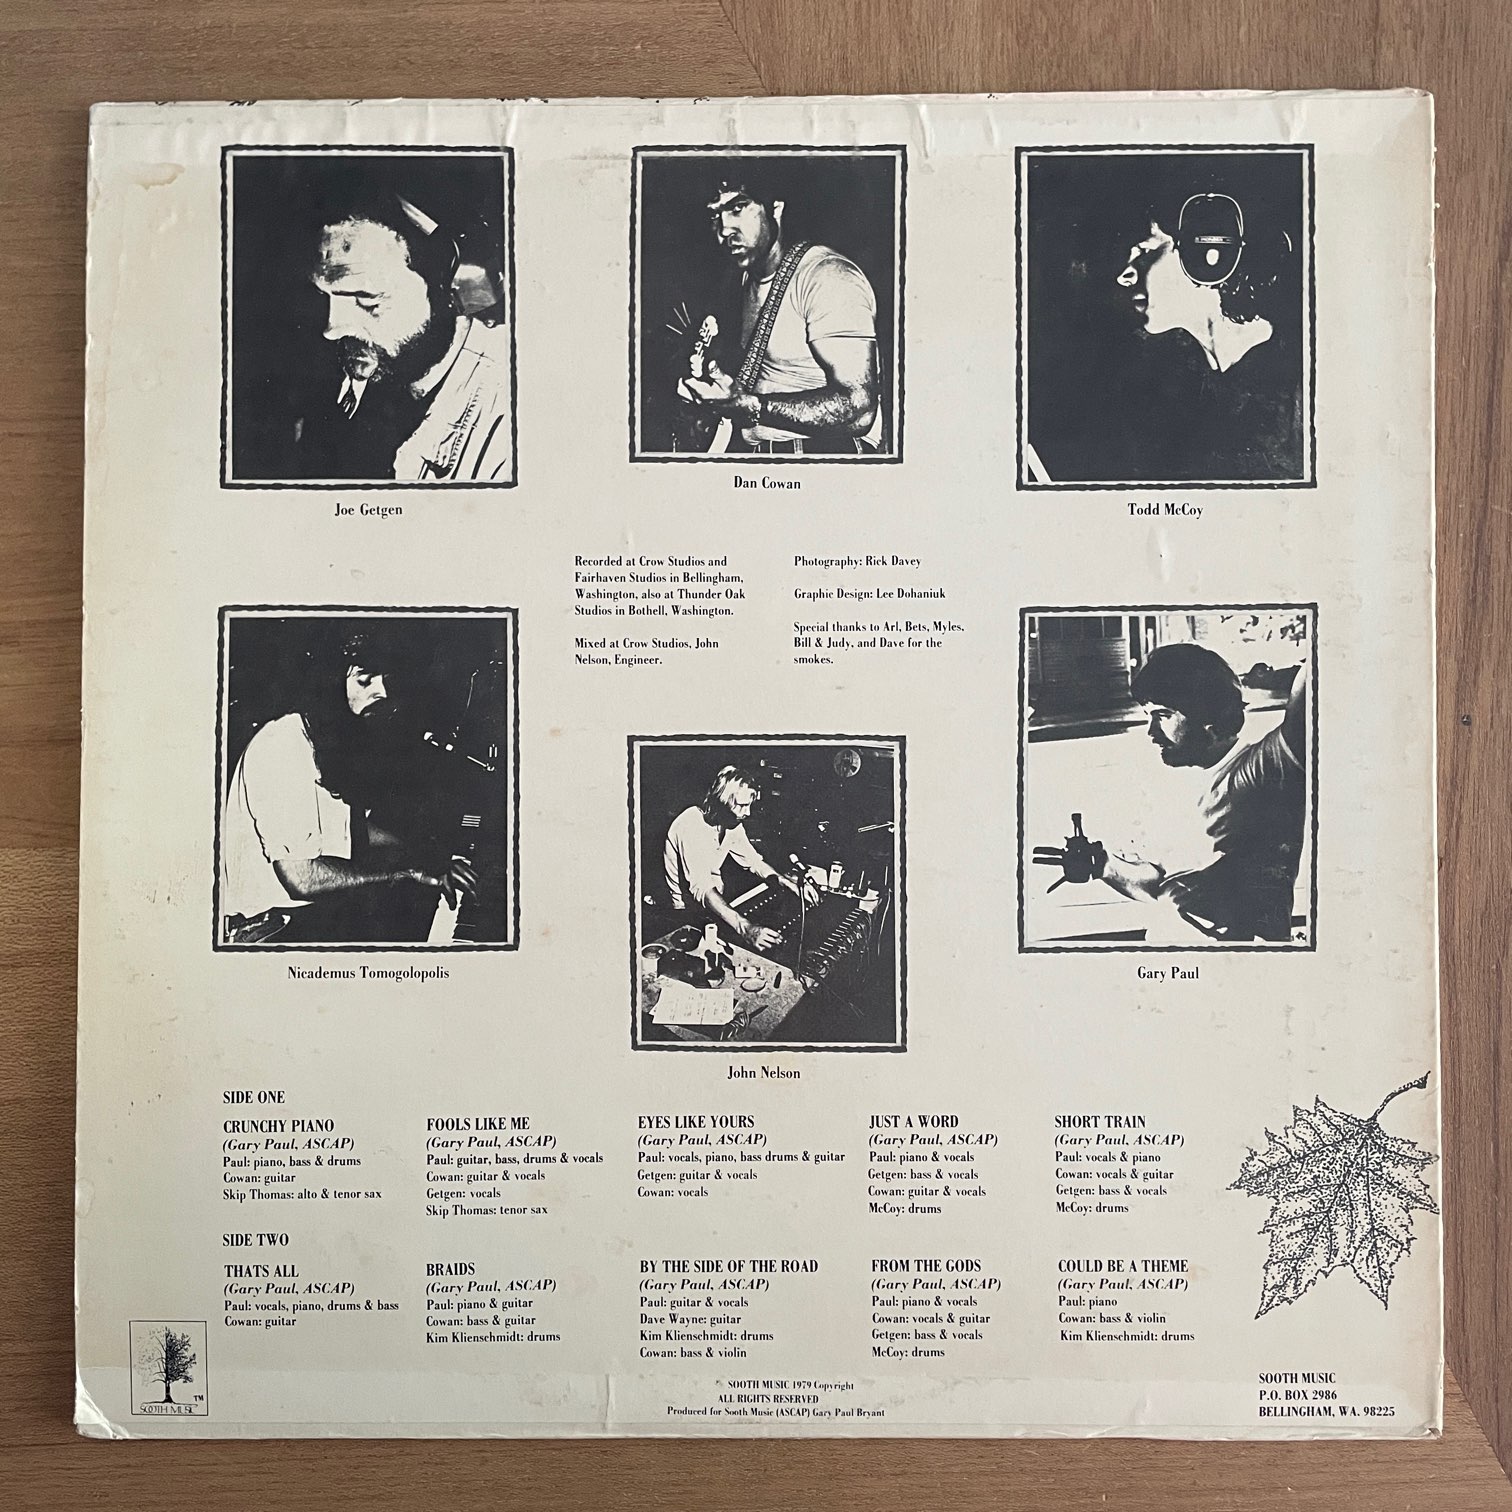 PIONEER
Joe Getgen
Dan Cowan
Todd McCoy
Recorded at Crow Studios and
Fairhaven Studios in Bellingham,
Washington, also at Thunder Oak
Studios in Bothell, Washington.
Mixed at Crow Studios, John
Nelson, Engineer.
Photography: Rick Davey
Graphic Design: Lee Dohaniuk
Special thanks to Arl, Bets, Myles,
Bill & Judy, and Dave for the
smokes.
Nicademus Tomogolopolis
John Nelson
Gary Paul
SIDE ONE
CRUNCHY PIANO
(Gary Paul, ASCAP)
Paul: piano, bass & drums
Cowan: guitar
Skip Thomas: alto & tenor sax
FOOLS LIKE ME
(Gary Paul, ASCAP)
Paul: guitar, bass, drums & vocals
Cowan: guitar & vocals
Getgen: vocals
Skip Thomas: tenor sax
EYES LIKE YOURS
(Gary Paul, ASCAP)
Paul: vocals, piano, bass drums & guitar
Getgen: guitar & vocals
Cowan: vocals
JUST A WORD
(Gary Paul, ASCAP)
Paul: piano & vocals
Getgen: bass & vocals
Cowan: guitar & vocals
McCoy: drums
SHORT TRAIN
(Gary Paul, ASCAP)
Paul: vocals & piano
Cowan: vocals & guitar
Getgen: bass & vocals
McCoy: drums
SIDE TWO
THATS ALL
(Gary Paul, ASCAP)
Paul: vocals, piano, drums & bass
Cowan: guitar
BRAIDS
(Gary Paul, ASCAP)
Paul: piano & guitar
Cowan: bass & guitar
Kim Klienschmidt: drums
BY THE SIDE OF THE ROAD
(Gary Paul, ASCAP)
Paul: guitar & vocals
Dave Wayne: guitar
Kim Klienschmidt: drums
Cowan: bass & violin
FROM THE GODS
(Gary Paul, ASCAP)
Paul: piano & vocals
Cowan: vocals & guitar
Getgen: bass & vocals
McCoy: drums
COULD BE A THEME
(Gary Paul, ASCAP)
Paul: piano
Cowan: bass & violin
Kim Klienschmidt: drums
TM
SOOTH MUSIC
SOOTH MUSIC 1979 Copyright
ALL RIGHTS RESERVED
Produced for Sooth Music (ASCAP) Gary Paul Bryant
SOOTH MUSIC
P.O. BOX 2986
BELLINGHAM, WA. 98225